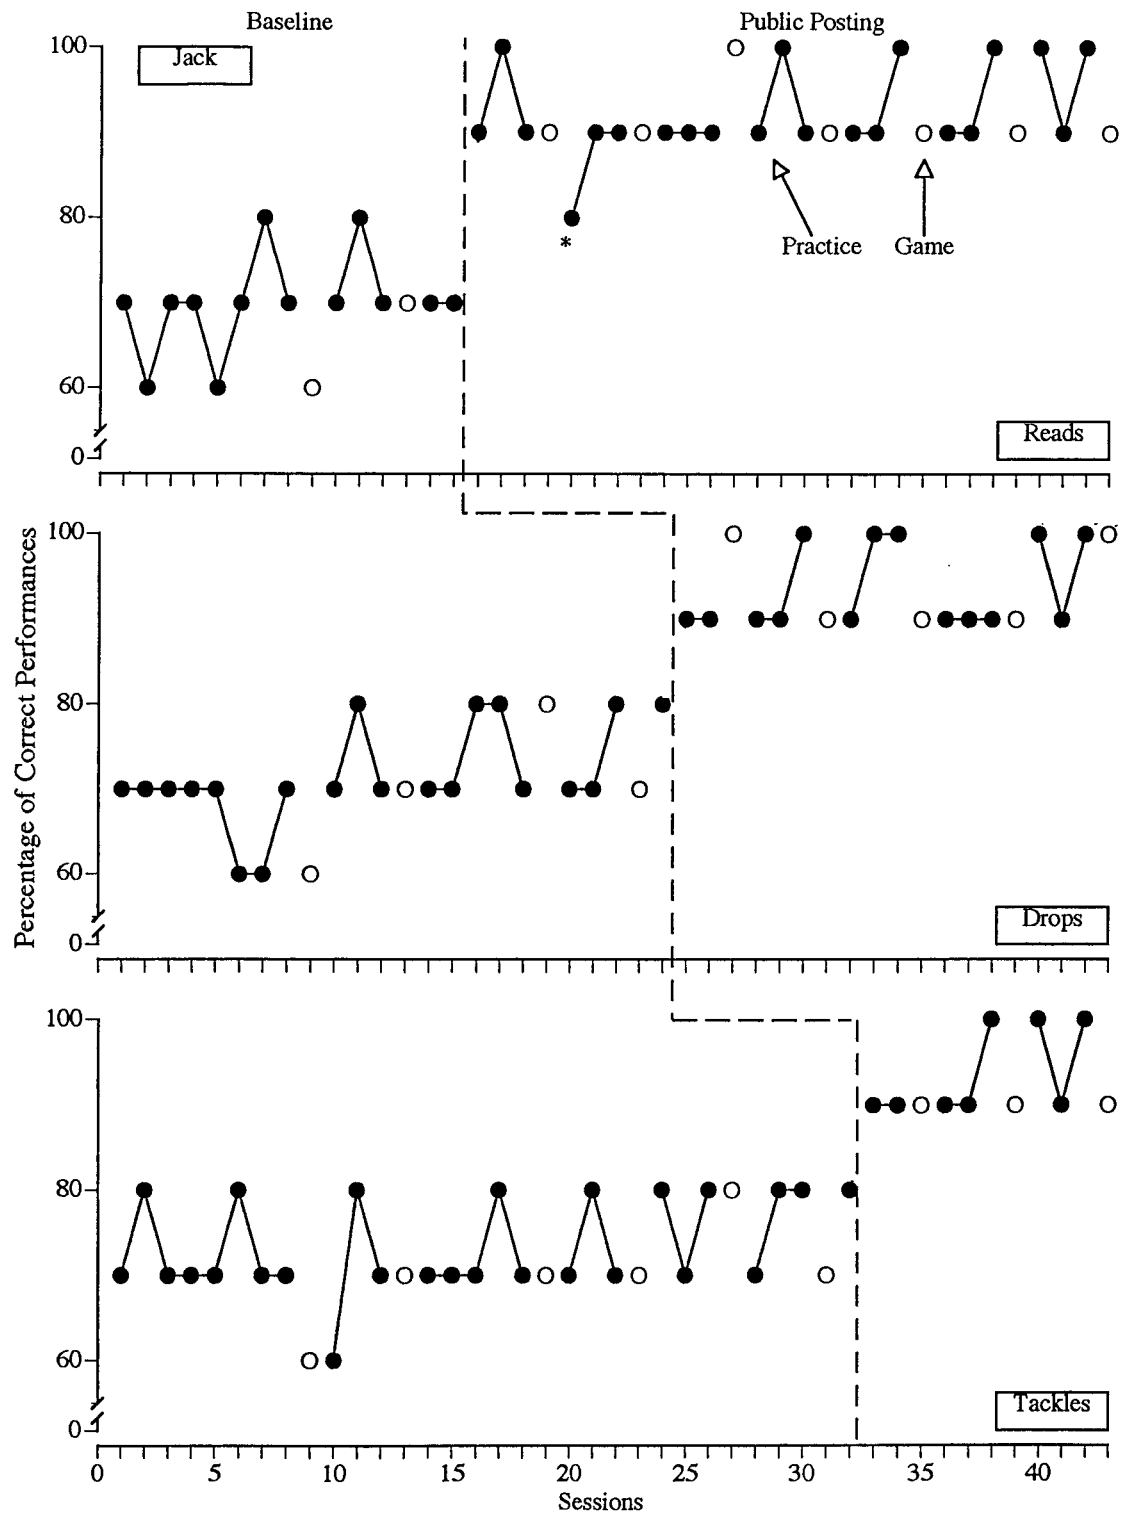 Baseline Public Posting
100
Jack
80
*
Practice Game
60
Reads
0
Percentage of Correct Performances
100
80
60
Drops
0
100
80
60
Tackles
0
0 5 10 15 20 25 30 35 40
Sessions